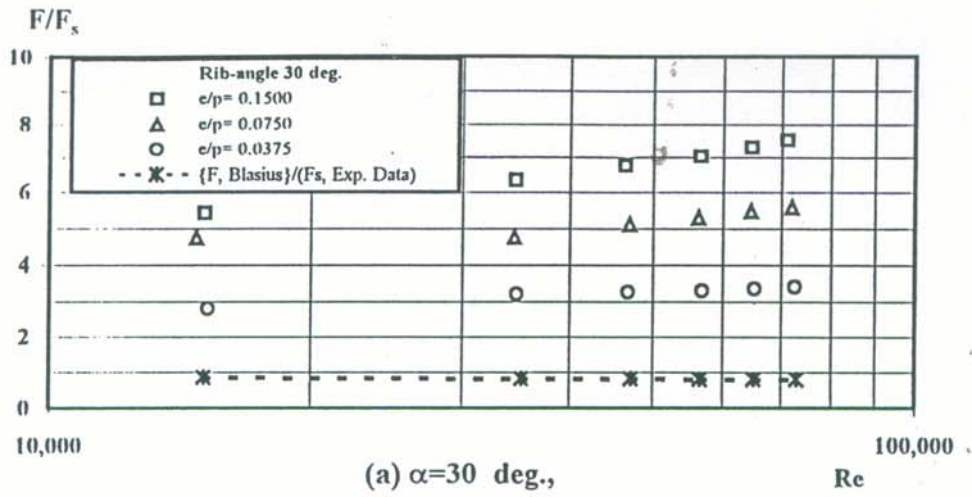 F/Fs
10
Rib-angle 30 deg.
e/p= 0.1500
8
e/p= 0.0750
e/p= 0.0375
{F, Blasius}/(Fs, Exp. Data)
6
4
2
0
10,000
100,000
(a) α=30 deg.,
Re